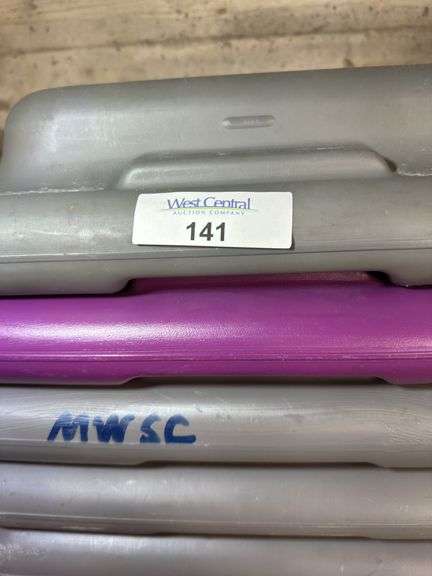 West Central
AUCTION COMPANY
141
MWSC